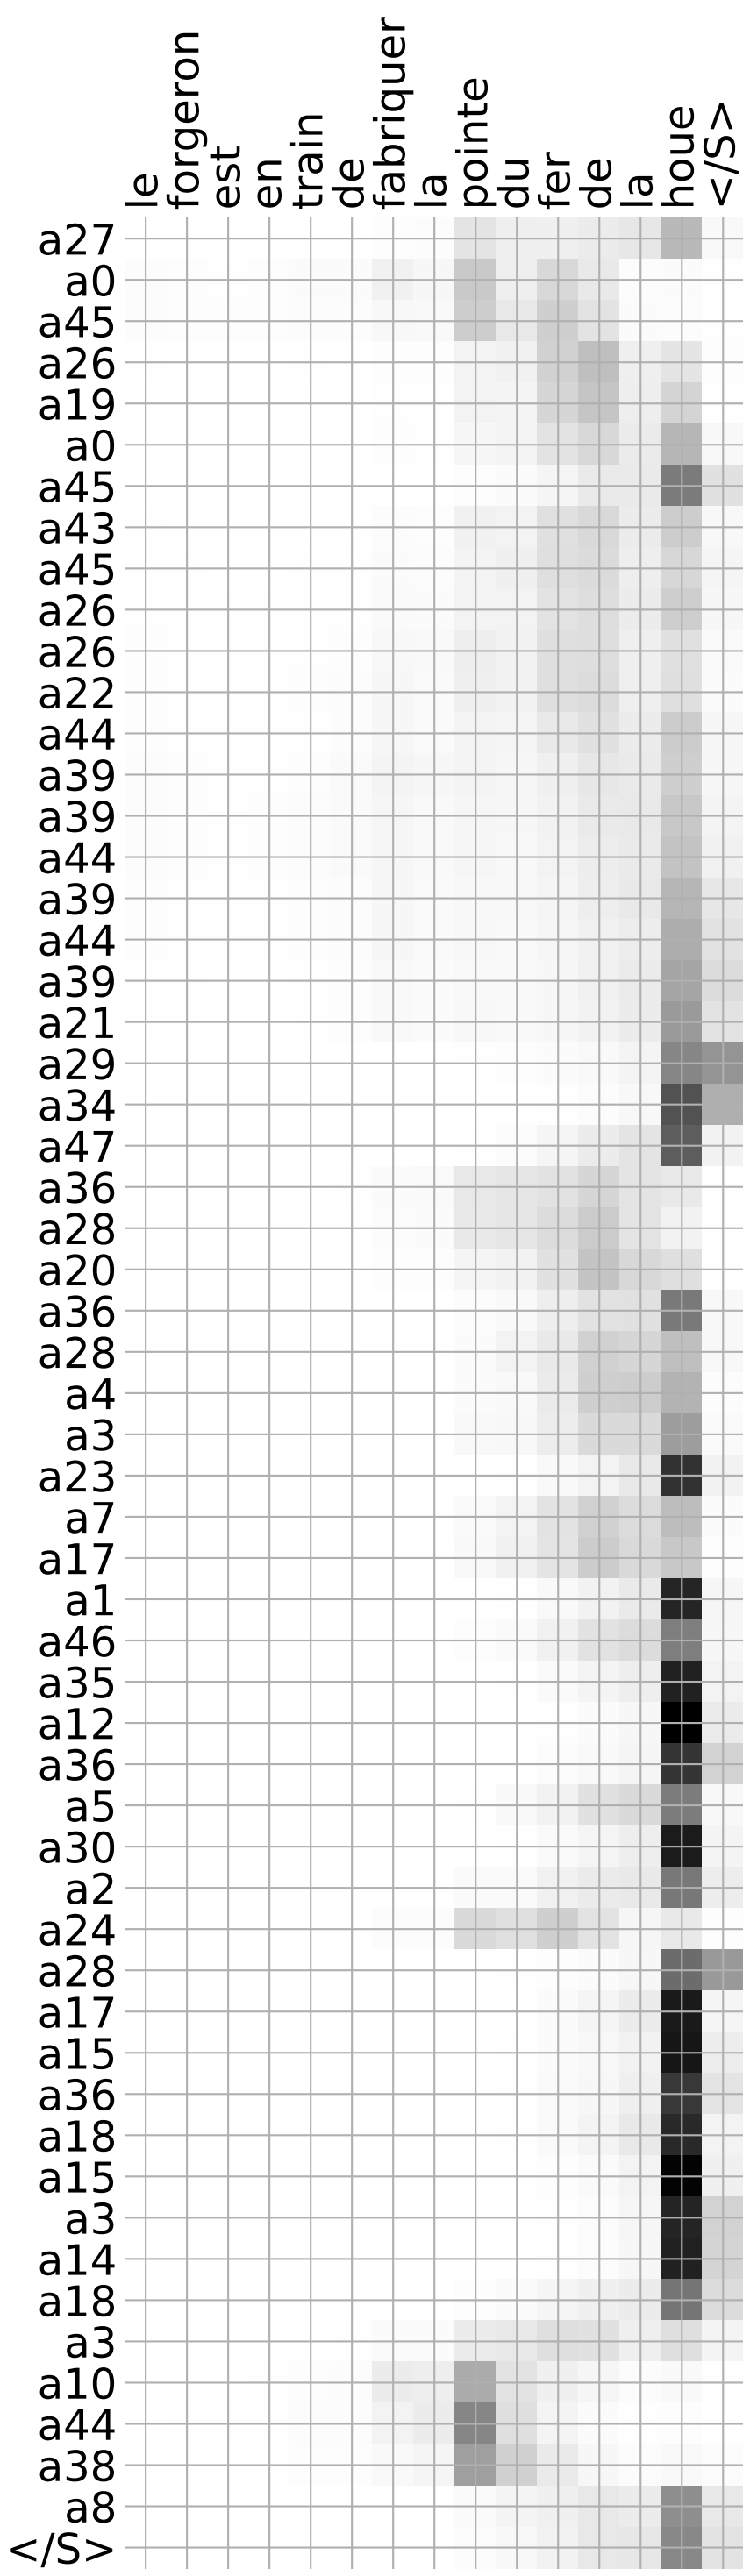 le
forgeron
est
en
train
de
fabriquer
la
pointe
du
fer
de
la
houe
</S>
a27
a0
a45
a26
a19
a0
a45
a43
a45
a26
a26
a22
a44
a39
a39
a44
a39
a44
a39
a21
a29
a34
a47
a36
a28
a20
a36
a28
a4
a3
a23
a7
a17
a1
a46
a35
a12
a36
a5
a30
a2
a24
a28
a17
a15
a36
a18
a15
a3
a14
a18
a3
a10
a44
a38
a8
</S>